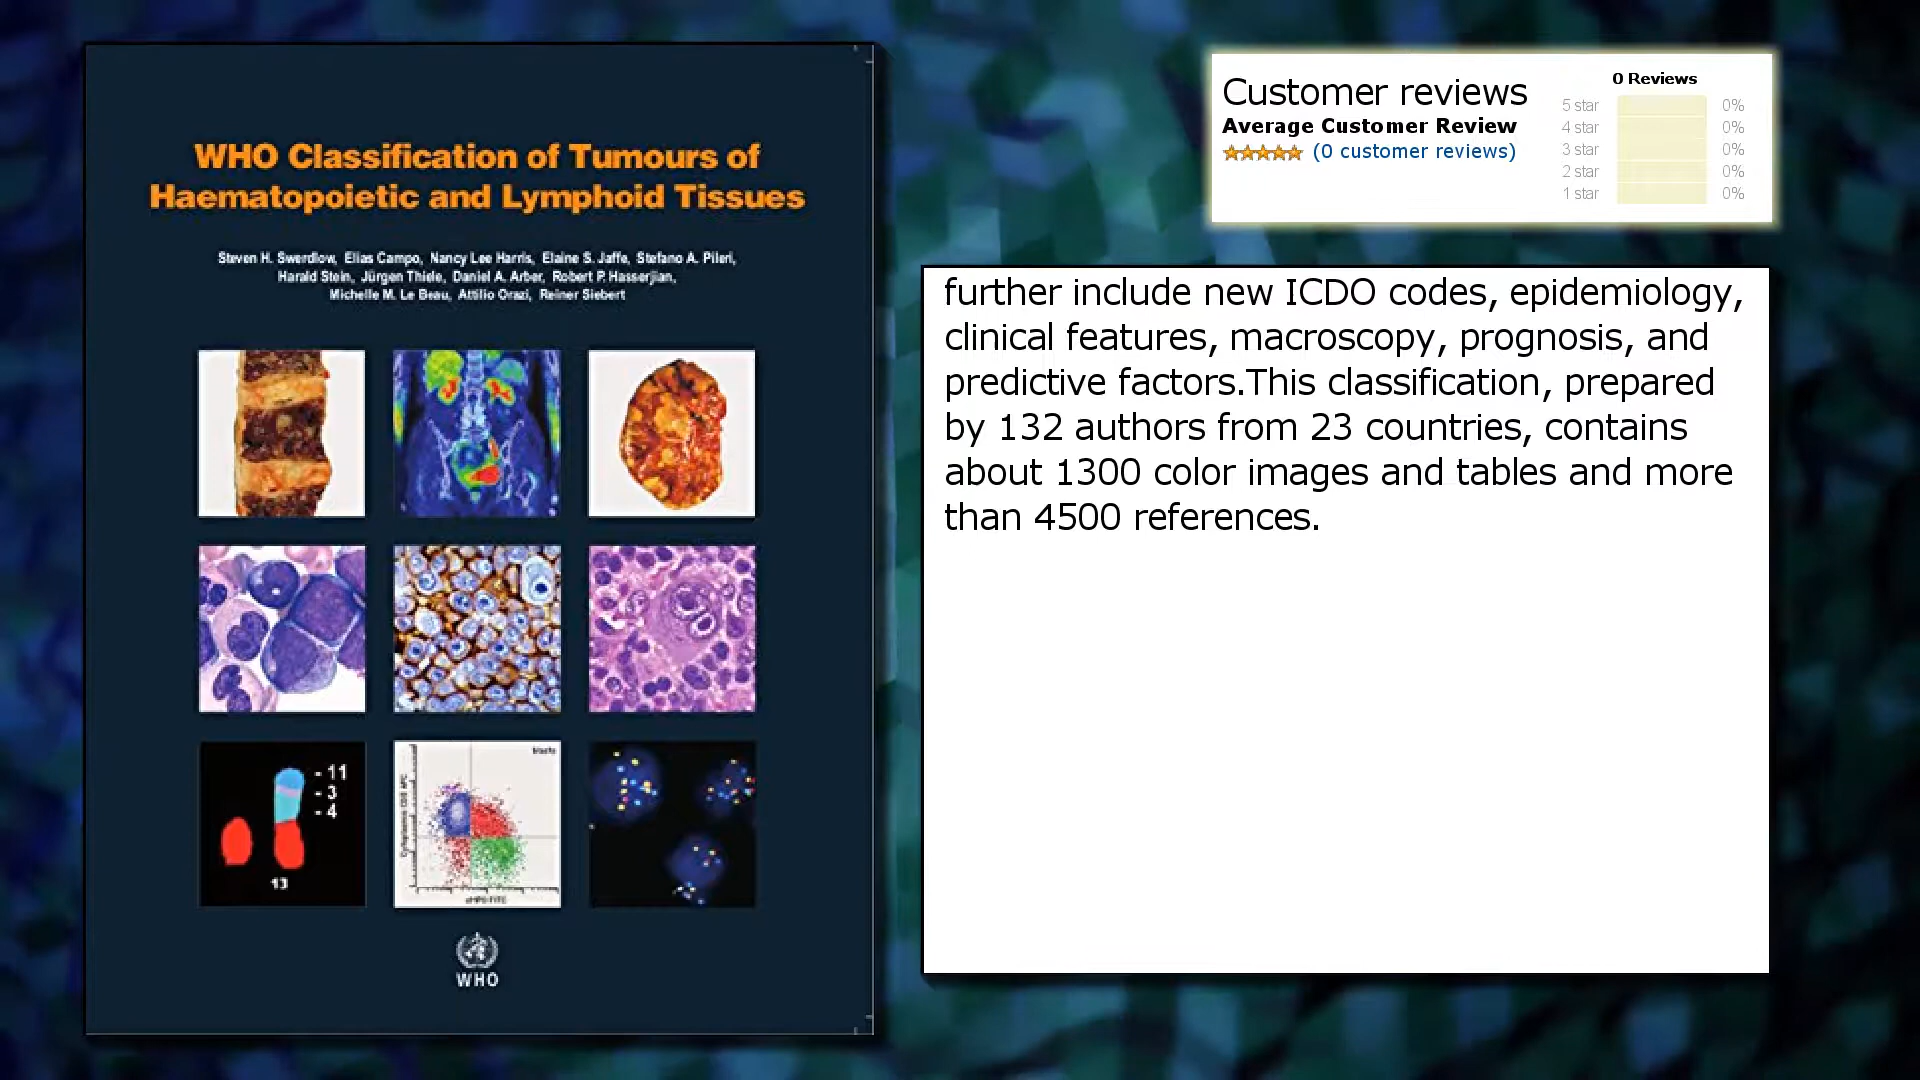 WHO Classification of Tumours of
Haematopoietic and Lymphoid Tissues
Steven H. Swerdlow, Elias Campo, Nancy Lee Harris, Elaine S. Jaffe, Stefano A. Pileri,
Harald Stein, Jürgen Thiele, Daniel A. Arber, Robert P. Hasserjian,
Michelle M. Le Beau, Attilio Orazi, Reiner Siebert
- 11
- 3
- 4
13
blasts
WHO
Customer reviews
Average Customer Review
(0 customer reviews)
0 Reviews
5 star 0%
4 star 0%
3 star 0%
2 star 0%
1 star 0%
further include new ICDO codes, epidemiology,
clinical features, macroscopy, prognosis, and
predictive factors.This classification, prepared
by 132 authors from 23 countries, contains
about 1300 color images and tables and more
than 4500 references.